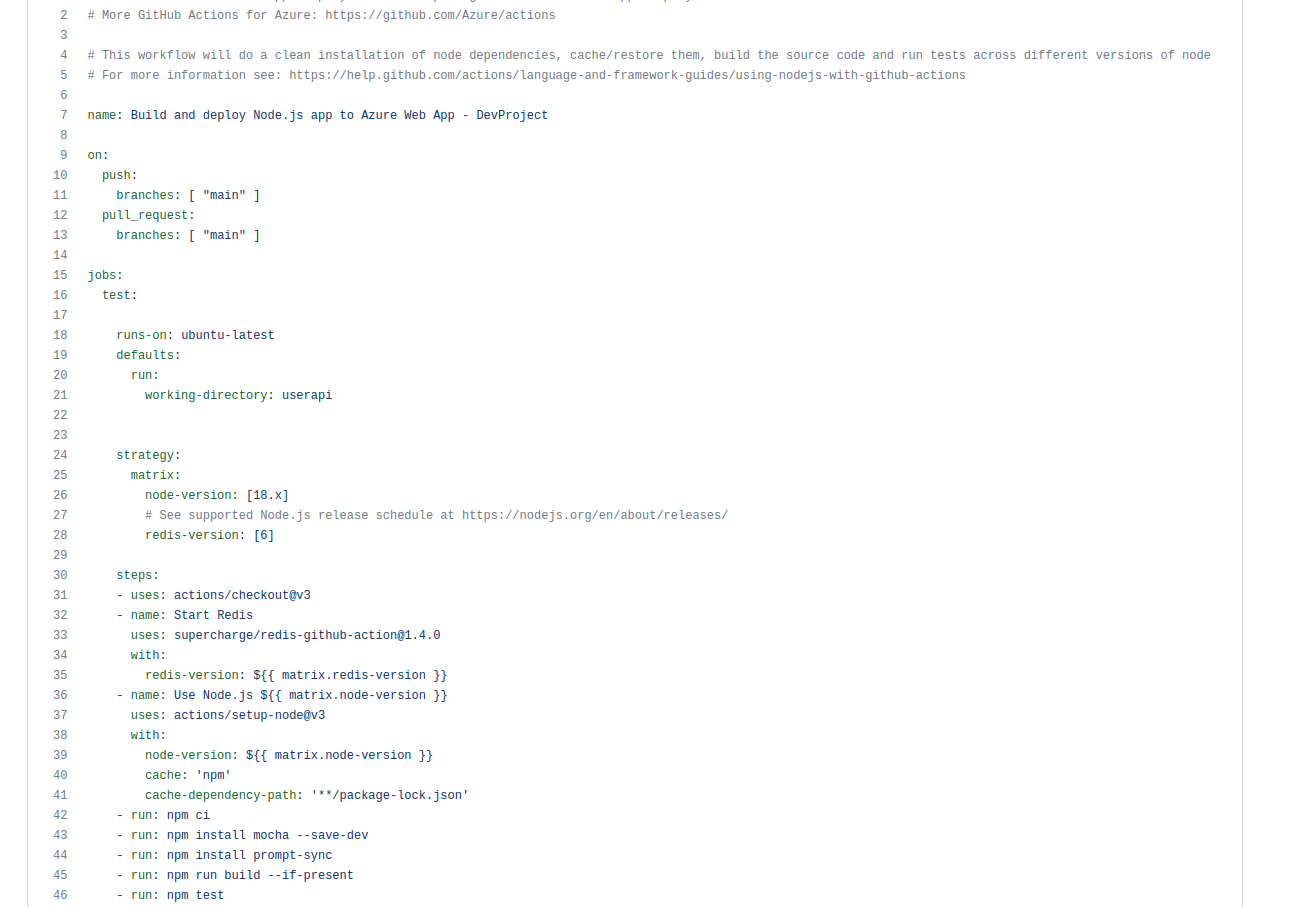 2 # More GitHub Actions for Azure: https://github.com/Azure/actions
3
4 # This workflow will do a clean installation of node dependencies, cache/restore them, build the source code and run tests across different versions of node
5 # For more information see: https://help.github.com/actions/language-and-framework-guides/using-nodejs-with-github-actions
6
7 name: Build and deploy Node.js app to Azure Web App - DevProject
8
9 on:
10   push:
11     branches: [ "main" ]
12   pull_request:
13     branches: [ "main" ]
14
15 jobs:
16   test:
17
18     runs-on: ubuntu-latest
19     defaults:
20       run:
21         working-directory: userapi
22
23
24     strategy:
25       matrix:
26         node-version: [18.x]
27         # See supported Node.js release schedule at https://nodejs.org/en/about/releases/
28         redis-version: [6]
29
30     steps:
31     - uses: actions/checkout@v3
32     - name: Start Redis
33       uses: supercharge/redis-github-action@1.4.0
34       with:
35         redis-version: ${{ matrix.redis-version }}
36     - name: Use Node.js ${{ matrix.node-version }}
37       uses: actions/setup-node@v3
38       with:
39         node-version: ${{ matrix.node-version }}
40         cache: 'npm'
41         cache-dependency-path: '**/package-lock.json'
42     - run: npm ci
43     - run: npm install mocha --save-dev
44     - run: npm install prompt-sync
45     - run: npm run build --if-present
46     - run: npm test